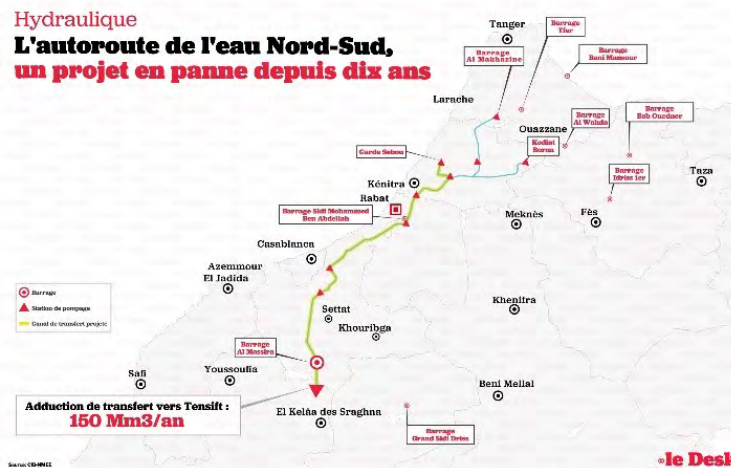 Hydraulique
L'autoroute de l'eau Nord-Sud,
un projet en panne depuis dix ans
Tanger
Barrage
Tler
Barrage
Al Makhazine
Barrage
Beni Mansour
Larache
Ouazzane
Barrage
Al Wahda
Barrage
Bab Ouedner
Garde Sebou
Kodiat
Borna
Kénitra
Taza
Rabat
Barrage
Idriss 1er
Barrage Sidi Mohammed
Ben Abdellah
Meknès
Fès
Casablanca
Azemmour
El Jadida
Barrage
Station de pompage
Canal de transfert projeté
Khenifra
Settat
Khouribga
Barrage
Al Massira
Safi
Youssoufia
Beni Mellal
Adduction de transfert vers Tensift :
150 Mm3/an
El Kelâa des Sraghna
Barrage
Grand Sidi Driss
le Desk